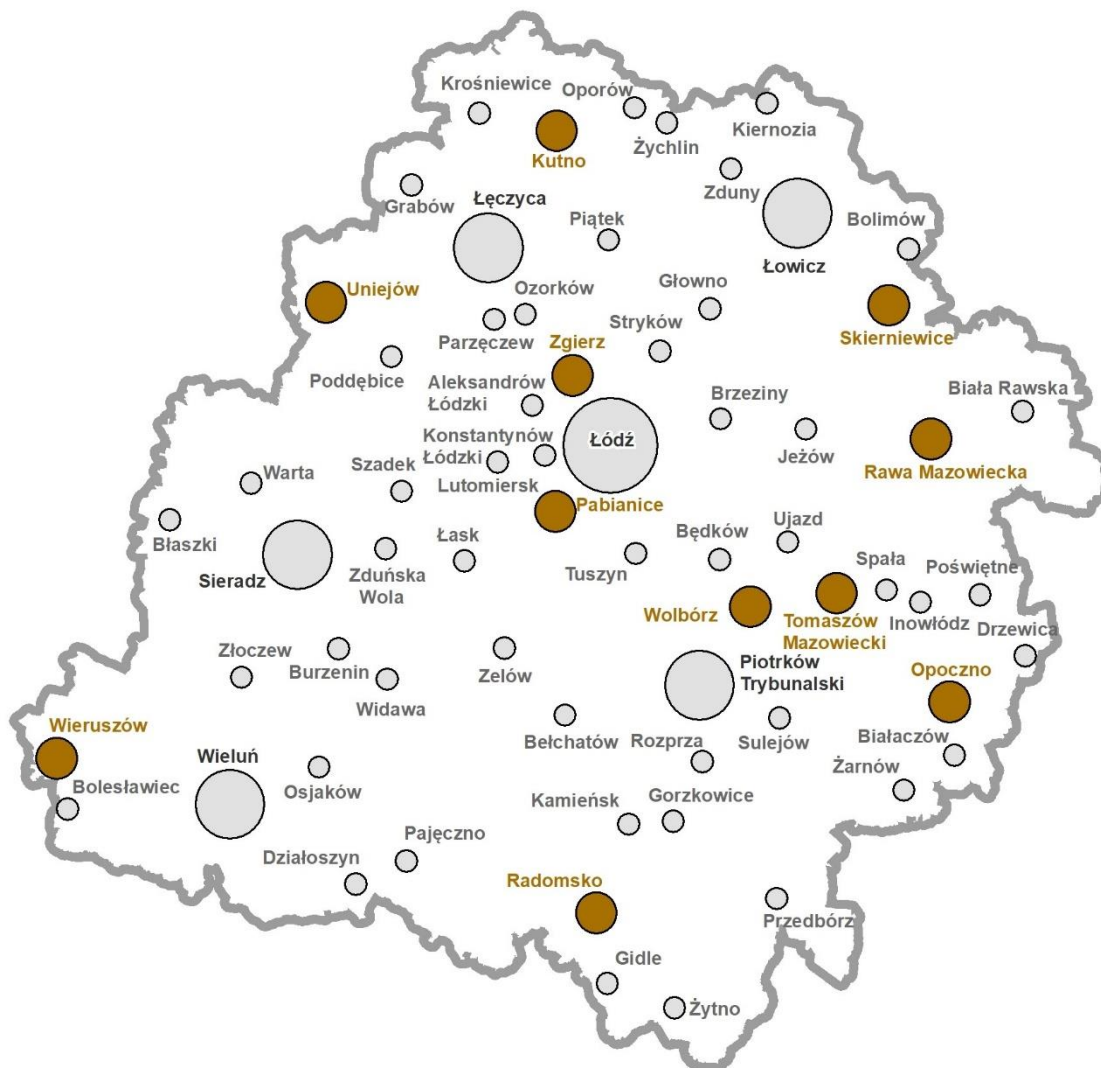 Krośniewice
Oporów
Kiernozia
Żychlin
Kutno
Zduny
Łęczyca
Grabów
Piątek
Bolimów
Łowicz
Uniejów
Ozorków
Głowno
Stryków
Parzęczew
Zgierz
Skierniewice
Poddębice
Aleksandrów
Łódzki
Brzeziny
Biała Rawska
Konstantynów
Łódzki
Łódź
Jeżów
Rawa Mazowiecka
Warta
Szadek
Lutomiersk
Pabianice
Błaszki
Sieradz
Zduńska
Wola
Łask
Tuszyn
Będków
Ujazd
Spała
Poświętne
Wolbórz
Tomaszów
Mazowiecki
Inowłódz
Drzewica
Złoczew
Burzenin
Zelów
Piotrków
Trybunalski
Opoczno
Widawa
Wieruszów
Bełchatów
Rozprza
Sulejów
Białaczów
Wieluń
Osjaków
Żarnów
Bolesławiec
Kamieńsk
Gorzkowice
Działoszyn
Pajęczno
Radomsko
Przedbórz
Gidle
Żytno